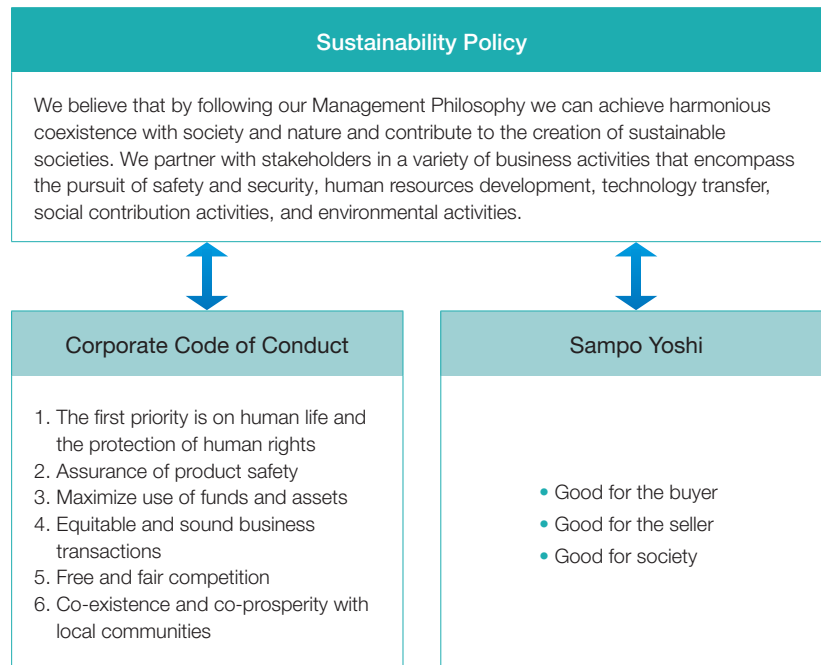 Sustainability Policy
We believe that by following our Management Philosophy we can achieve harmonious
coexistence with society and nature and contribute to the creation of sustainable
societies. We partner with stakeholders in a variety of business activities that encompass
the pursuit of safety and security, human resources development, technology transfer,
social contribution activities, and environmental activities.
Corporate Code of Conduct
1. The first priority is on human life and
the protection of human rights
2. Assurance of product safety
3. Maximize use of funds and assets
4. Equitable and sound business
transactions
5. Free and fair competition
6. Co-existence and co-prosperity with
local communities
Sampo Yoshi
• Good for the buyer
• Good for the seller
• Good for society